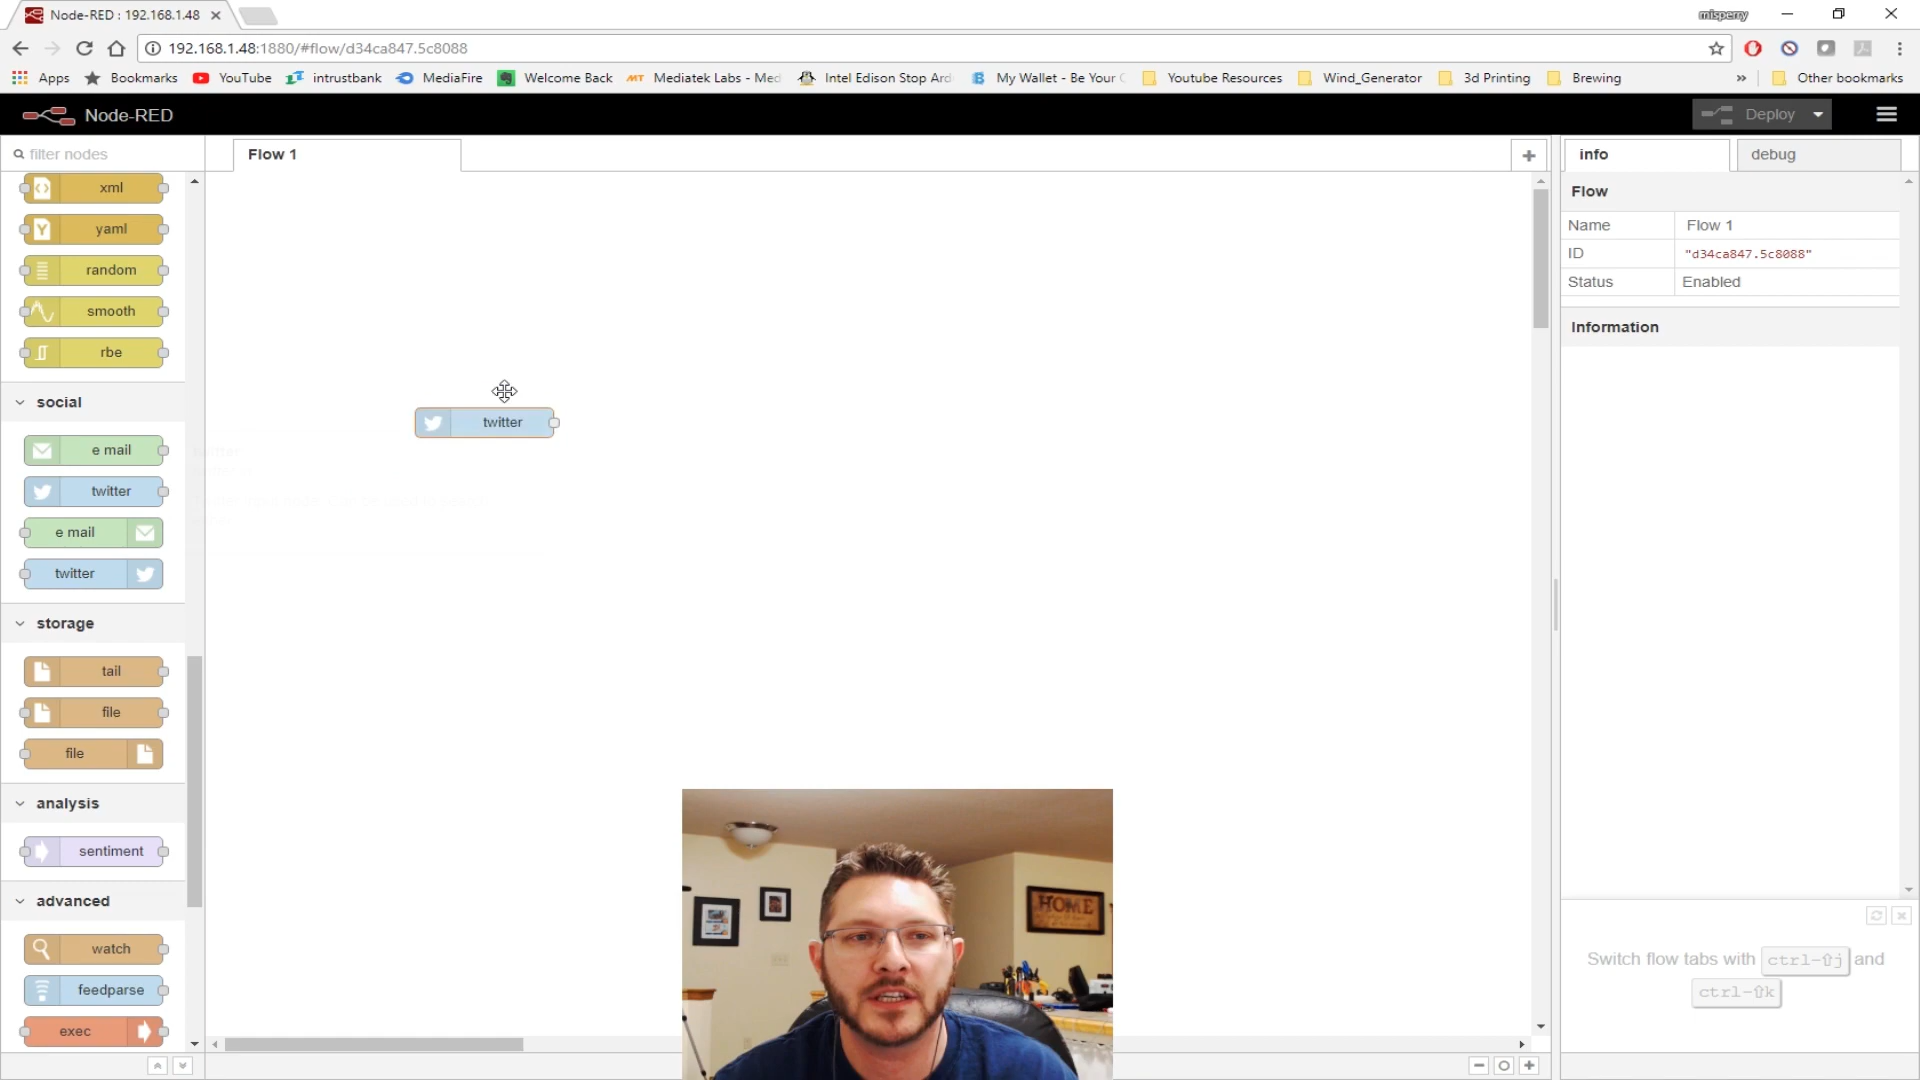 Node-RED : 192.168.1.48
misperry
192.168.1.48:1880/#flow/d34ca847.5c8088
Apps Bookmarks YouTube intrustbank MediaFire Welcome Back Mediatek Labs - Med Intel Edison Stop Ard My Wallet - Be Your Youtube Resources Wind_Generator 3d Printing Brewing » Other bookmarks
Node-RED
Deploy
filter nodes
Flow 1
info
debug
xml
yaml
random
smooth
rbe
social
e mail
twitter
e mail
twitter
storage
tail
file
file
analysis
sentiment
advanced
watch
feedparse
exec
twitter
Flow
Name Flow 1
ID "d34ca847.5c8088"
Status Enabled
Information
HOME
Switch flow tabs with ctrl-⇧j and
ctrl-⇧k